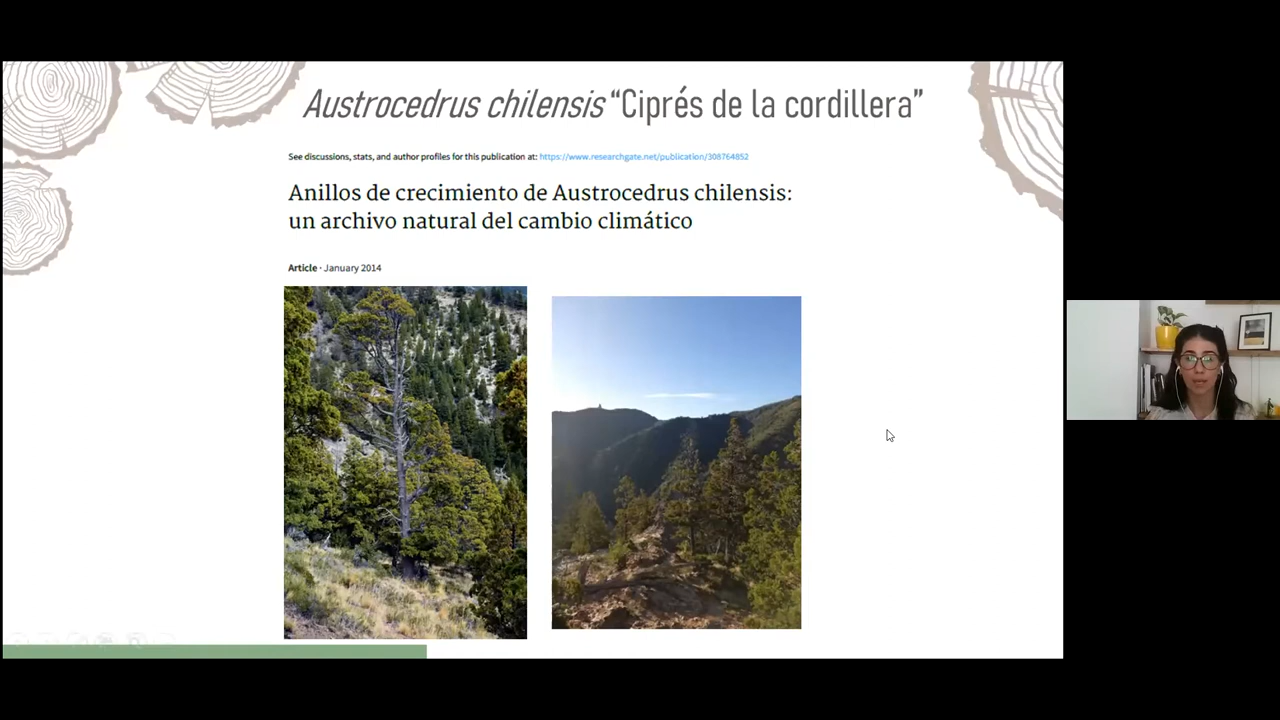 Austrocedrus chilensis “Ciprés de la cordillera”
See discussions, stats, and author profiles for this publication at: https://www.researchgate.net/publication/308764852
Anillos de crecimiento de Austrocedrus chilensis:
un archivo natural del cambio climático
Article · January 2014